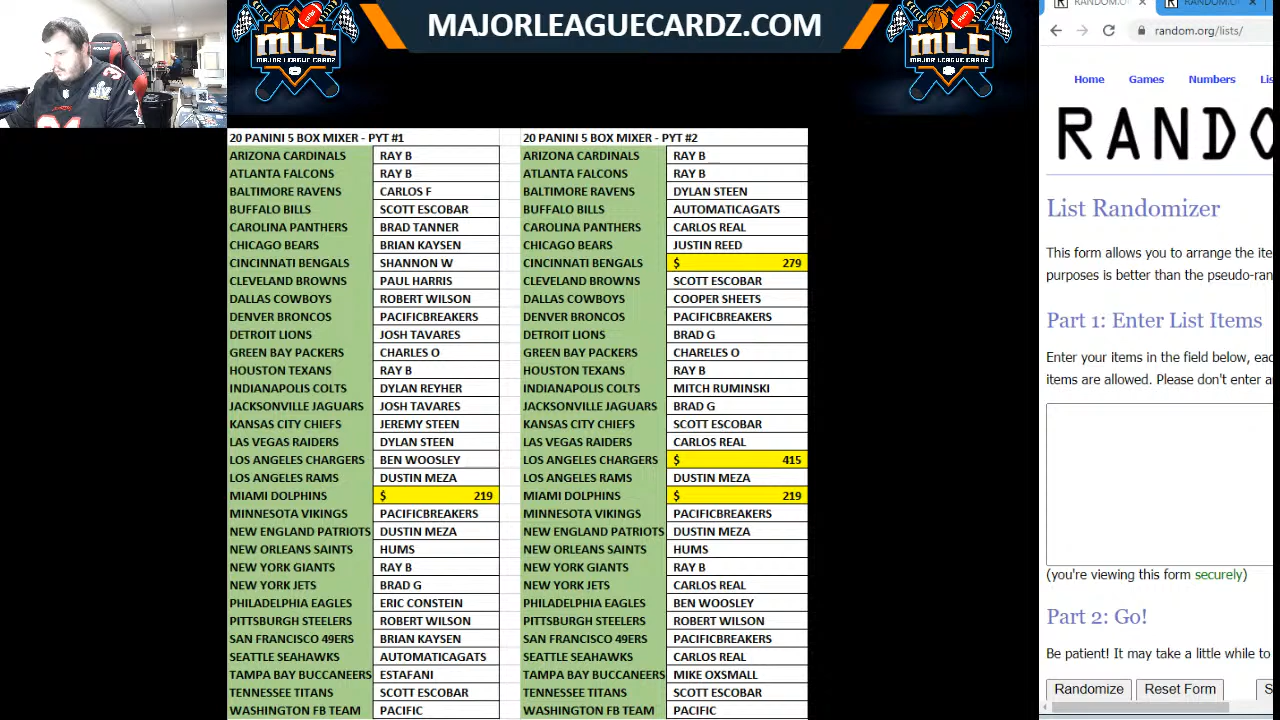 MAJORLEAGUECARDZ.COM
MLC
MAJOR LEAGUE CARDZ
MLC
MAJOR LEAGUE CARDZ
20 PANINI 5 BOX MIXER - PYT #1
ARIZONA CARDINALS RAY B
ATLANTA FALCONS RAY B
BALTIMORE RAVENS CARLOS F
BUFFALO BILLS SCOTT ESCOBAR
CAROLINA PANTHERS BRAD TANNER
CHICAGO BEARS BRIAN KAYSEN
CINCINNATI BENGALS SHANNON W
CLEVELAND BROWNS PAUL HARRIS
DALLAS COWBOYS ROBERT WILSON
DENVER BRONCOS PACIFICBREAKERS
DETROIT LIONS JOSH TAVARES
GREEN BAY PACKERS CHARLES O
HOUSTON TEXANS RAY B
INDIANAPOLIS COLTS DYLAN REYHER
JACKSONVILLE JAGUARS JOSH TAVARES
KANSAS CITY CHIEFS JEREMY STEEN
LAS VEGAS RAIDERS DYLAN STEEN
LOS ANGELES CHARGERS BEN WOOSLEY
LOS ANGELES RAMS DUSTIN MEZA
MIAMI DOLPHINS $ 219
MINNESOTA VIKINGS PACIFICBREAKERS
NEW ENGLAND PATRIOTS DUSTIN MEZA
NEW ORLEANS SAINTS HUMS
NEW YORK GIANTS RAY B
NEW YORK JETS BRAD G
PHILADELPHIA EAGLES ERIC CONSTEIN
PITTSBURGH STEELERS ROBERT WILSON
SAN FRANCISCO 49ERS BRIAN KAYSEN
SEATTLE SEAHAWKS AUTOMATICAGATS
TAMPA BAY BUCCANEERS ESTAFANI
TENNESSEE TITANS SCOTT ESCOBAR
WASHINGTON FB TEAM PACIFIC
20 PANINI 5 BOX MIXER - PYT #2
ARIZONA CARDINALS RAY B
ATLANTA FALCONS RAY B
BALTIMORE RAVENS DYLAN STEEN
BUFFALO BILLS AUTOMATICAGATS
CAROLINA PANTHERS CARLOS REAL
CHICAGO BEARS JUSTIN REED
CINCINNATI BENGALS $ 279
CLEVELAND BROWNS SCOTT ESCOBAR
DALLAS COWBOYS COOPER SHEETS
DENVER BRONCOS PACIFICBREAKERS
DETROIT LIONS BRAD G
GREEN BAY PACKERS CHARELES O
HOUSTON TEXANS RAY B
INDIANAPOLIS COLTS MITCH RUMINSKI
JACKSONVILLE JAGUARS BRAD G
KANSAS CITY CHIEFS SCOTT ESCOBAR
LAS VEGAS RAIDERS CARLOS REAL
LOS ANGELES CHARGERS $ 415
LOS ANGELES RAMS DUSTIN MEZA
MIAMI DOLPHINS $ 219
MINNESOTA VIKINGS PACIFICBREAKERS
NEW ENGLAND PATRIOTS DUSTIN MEZA
NEW ORLEANS SAINTS HUMS
NEW YORK GIANTS RAY B
NEW YORK JETS CARLOS REAL
PHILADELPHIA EAGLES BEN WOOSLEY
PITTSBURGH STEELERS ROBERT WILSON
SAN FRANCISCO 49ERS PACIFICBREAKERS
SEATTLE SEAHAWKS CARLOS REAL
TAMPA BAY BUCCANEERS MIKE OXSMALL
TENNESSEE TITANS SCOTT ESCOBAR
WASHINGTON FB TEAM PACIFIC
RANDOM.O RANDOM.O
random.org/lists/
Home Games Numbers Lis
RANDO
List Randomizer
This form allows you to arrange the ite
purposes is better than the pseudo-ran
Part 1: Enter List Items
Enter your items in the field below, eac
items are allowed. Please don't enter a
(you're viewing this form securely)
Part 2: Go!
Be patient! It may take a little while to
Randomize Reset Form S